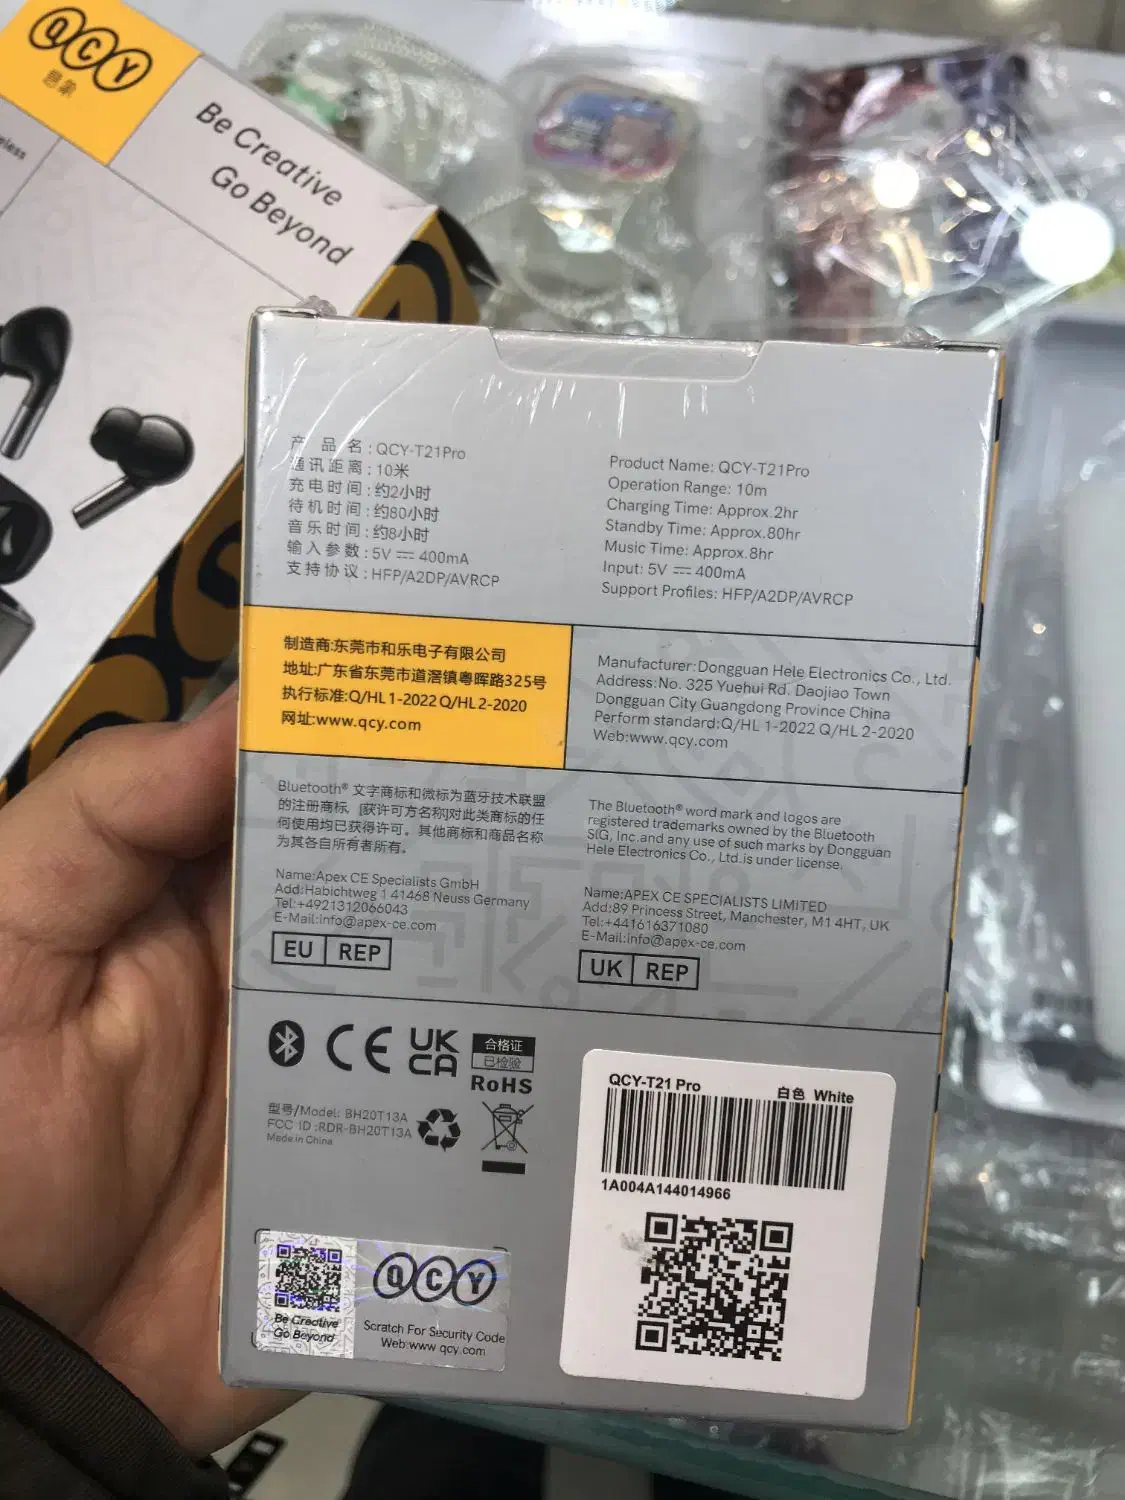 QCY
意象
Be Creative
Go Beyond
产品名:QCY-T21Pro
通讯距离:10米
充电时间:约2小时
待机时间:约80小时
音乐时间:约8小时
输入参数:5V ⎓ 400mA
支持协议:HFP/A2DP/AVRCP
Product Name: QCY-T21Pro
Operation Range: 10m
Charging Time: Approx.2hr
Standby Time: Approx.80hr
Music Time: Approx.8hr
Input: 5V ⎓ 400mA
Support Profiles: HFP/A2DP/AVRCP
制造商:东莞市和乐电子有限公司
地址:广东省东莞市道滘镇粤晖路325号
执行标准:Q/HL 1-2022 Q/HL 2-2020
网址:www.qcy.com
Manufacturer:Dongguan Hele Electronics Co., Ltd.
Address:No. 325 Yuehui Rd. Daojiao Town
Dongguan City Guangdong Province China
Perform standard:Q/HL 1-2022 Q/HL 2-2020
Web:www.qcy.com
Bluetooth® 文字商标和微标为蓝牙技术联盟
的注册商标, [获许可方名称]对此类商标的任
何使用均已获得许可。其他商标和商品名称
为其各自所有者所有。
The Bluetooth® word mark and logos are
registered trademarks owned by the Bluetooth
SIG, Inc.and any use of such marks by Dongguan
Hele Electronics Co., Ltd.is under license.
Name:Apex CE Specialists GmbH
Add:Habichtweg 1 41468 Neuss Germany
Tel:+4921312066043
E-Mail:info@apex-ce.com
EU REP
Name:APEX CE SPECIALISTS LIMITED
Add:89 Princess Street, Manchester, M1 4HT, UK
Tel:+441616371080
E-Mail:info@apex-ce.com
UK REP
CE
UK
CA
合格证
已检验
RoHS
型号/Model: BH20T13A
FCC ID :RDR-BH20T13A
Made in China
QCY-T21 Pro 白色 White
1A004A144014966
Be Creative
Go Beyond
QCY
Scratch For Security Code
Web:www.qcy.com